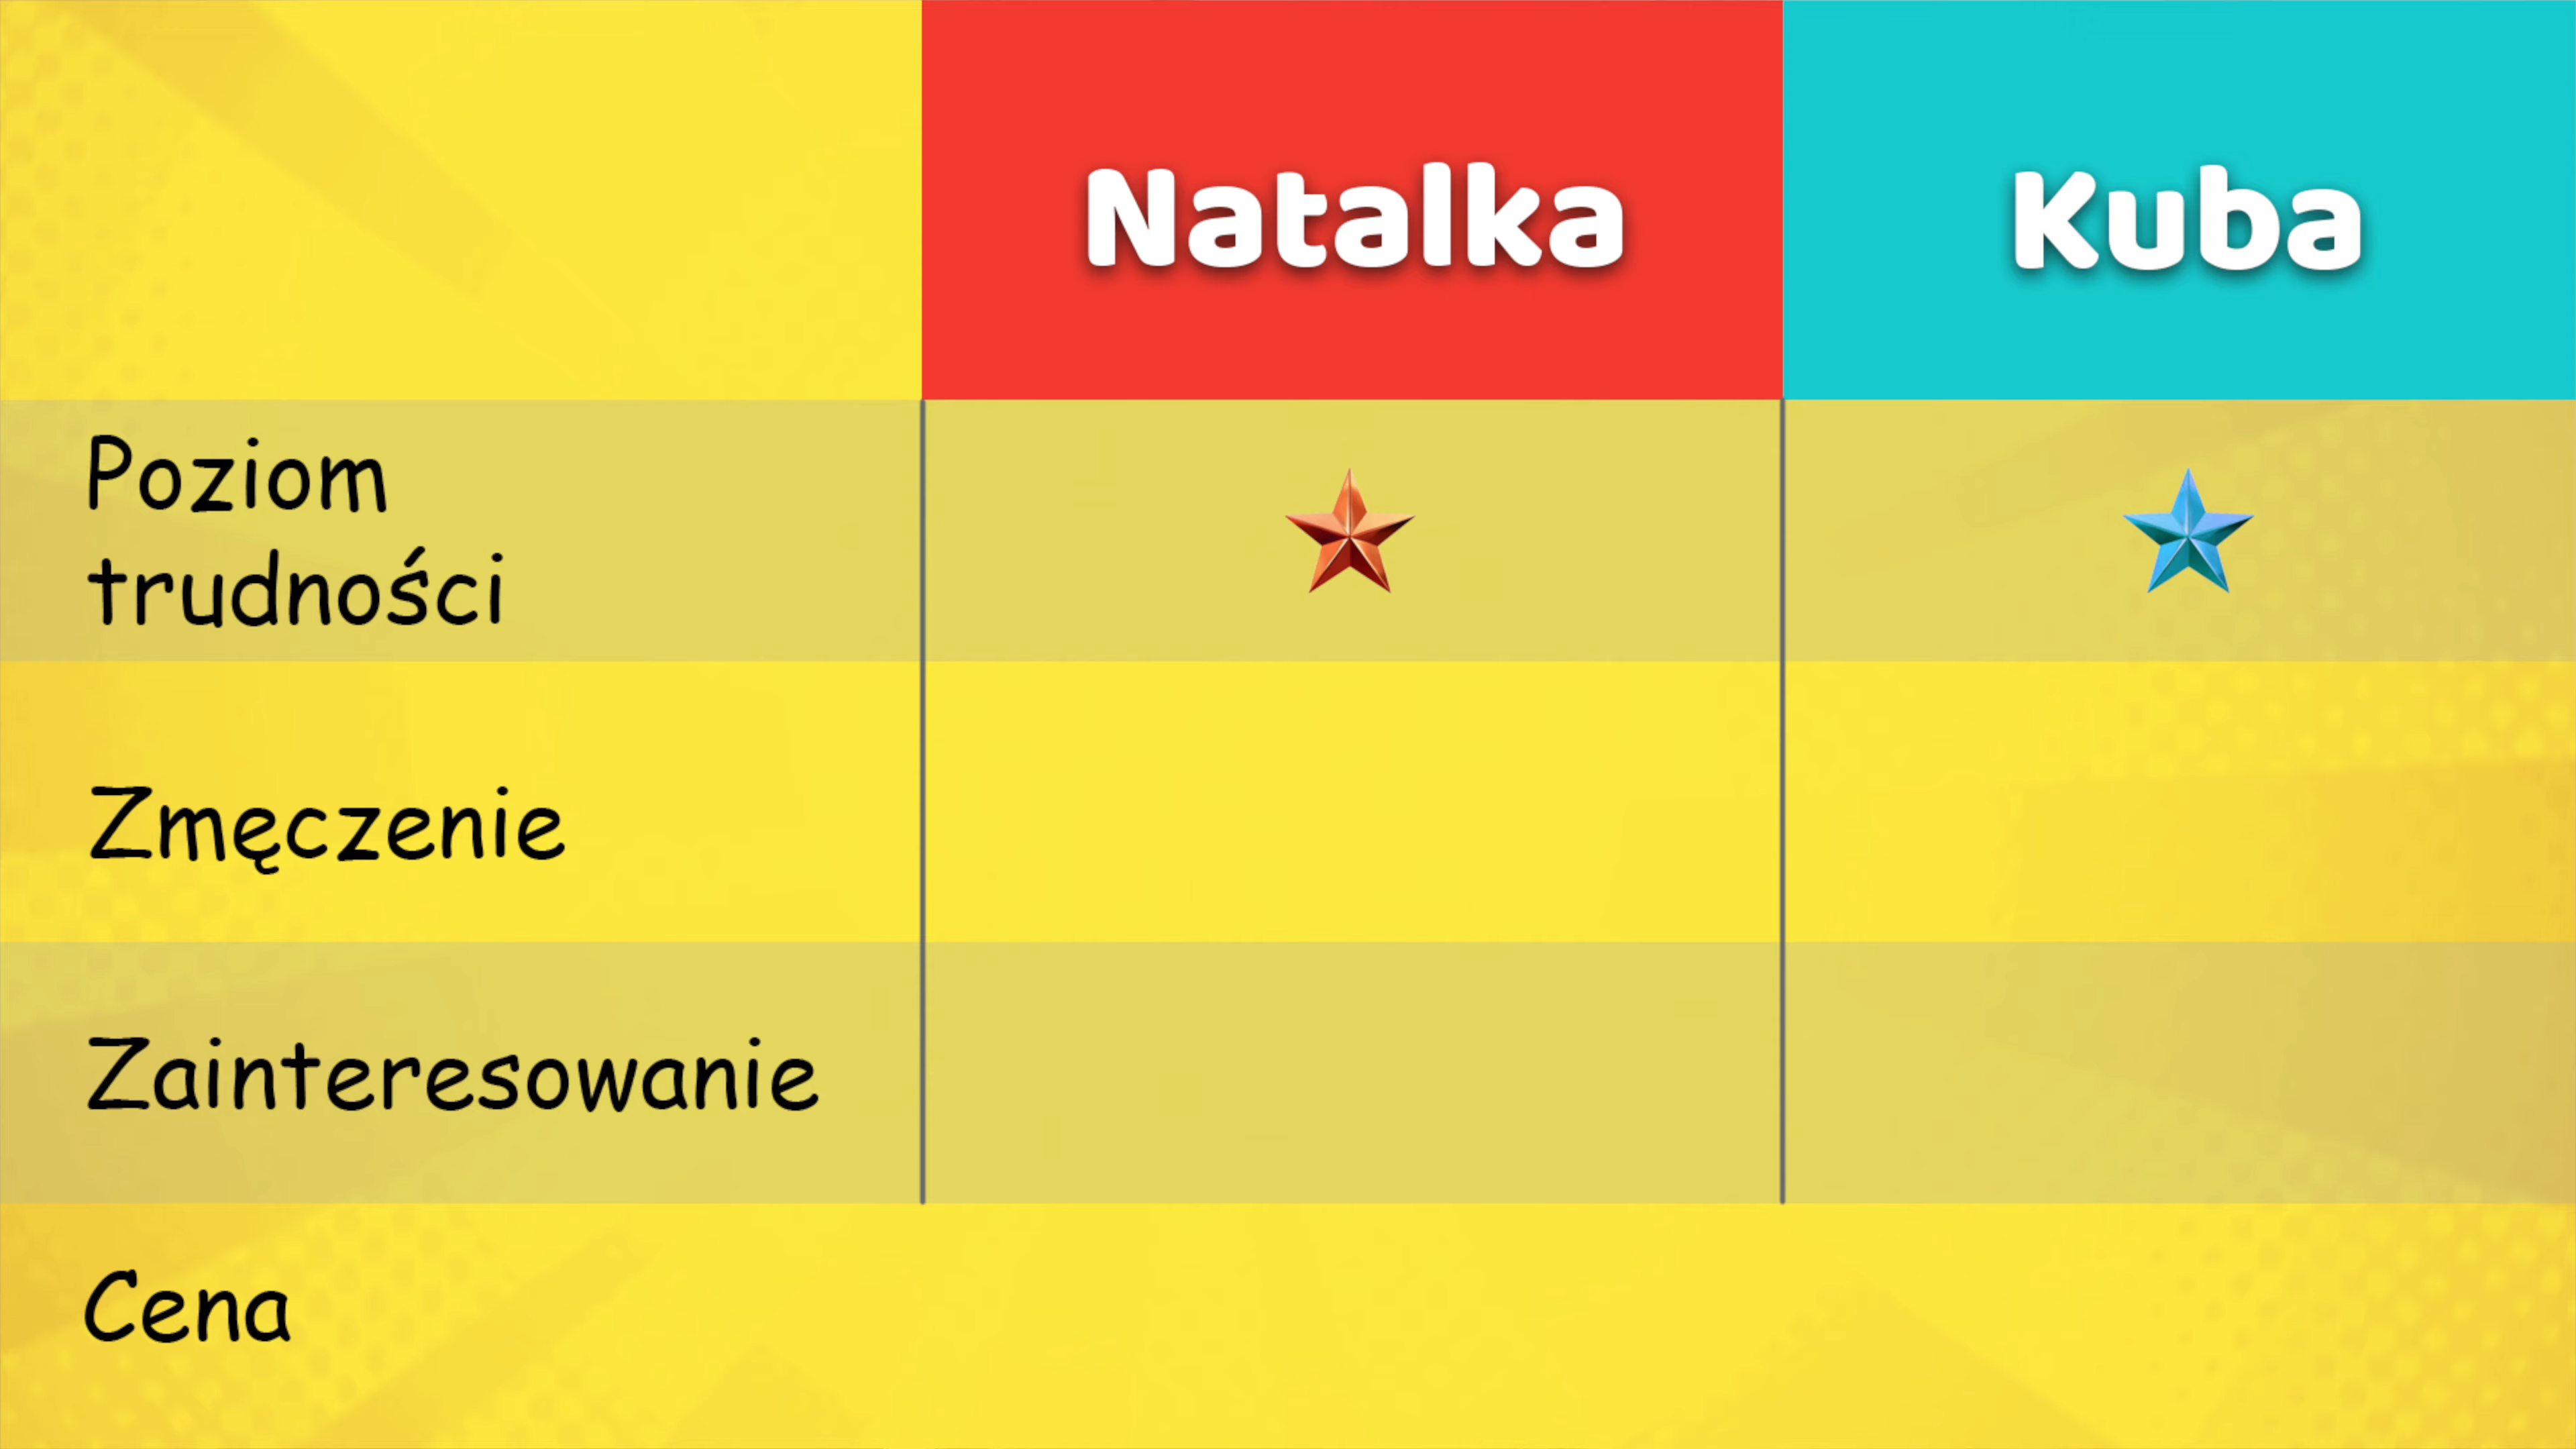 Natalka
Kuba
Poziom
trudności
Zmęczenie
Zainteresowanie
Cena